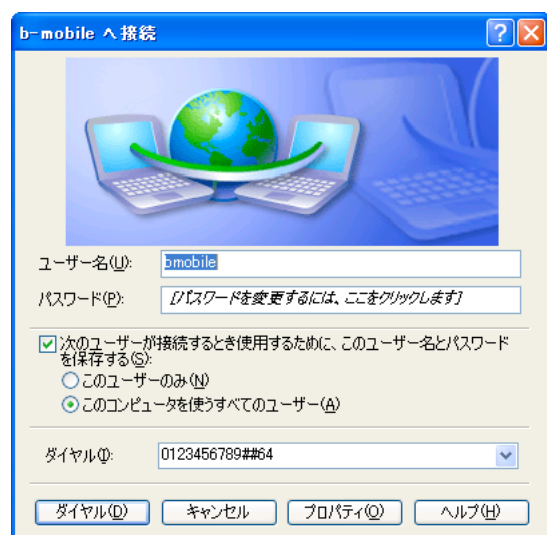 b-mobile へ接続
ユーザー名(U):
bmobile
パスワード(P):
[パスワードを変更するには、ここをクリックします]
次のユーザーが接続するとき使用するために、このユーザー名とパスワード
を保存する(S):
このユーザーのみ(N)
このコンピュータを使うすべてのユーザー(A)
ダイヤル(I):
0123456789##64
ダイヤル(D)
キャンセル
プロパティ(O)
ヘルプ(H)